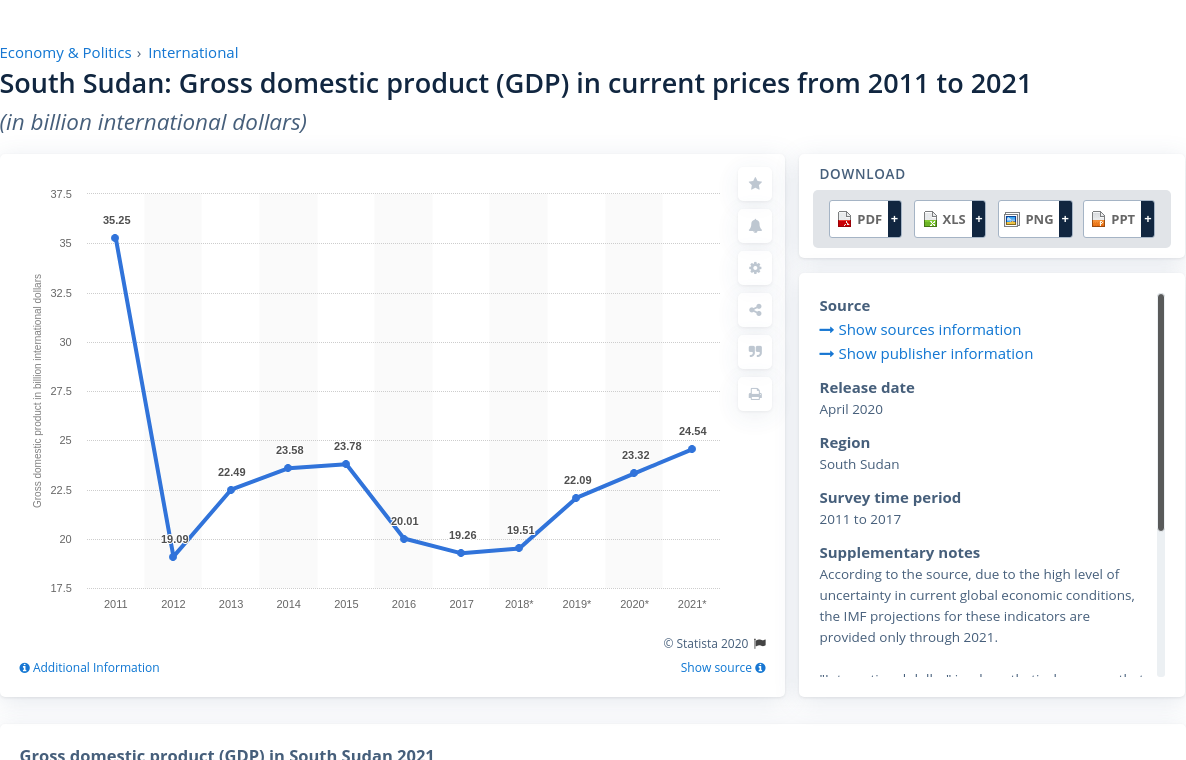 Economy & Politics › International
South Sudan: Gross domestic product (GDP) in current prices from 2011 to 2021
(in billion international dollars)
Gross domestic product in billion international dollars
37.5
35
32.5
30
27.5
25
22.5
20
17.5
35.25
19.09
22.49
23.58
23.78
20.01
19.26
19.51
22.09
23.32
24.54
2011 2012 2013 2014 2015 2016 2017 2018* 2019* 2020* 2021*
© Statista 2020
Additional Information
Show source
DOWNLOAD
PDF + XLS + PNG + PPT +
Source
Show sources information
Show publisher information
Release date
April 2020
Region
South Sudan
Survey time period
2011 to 2017
Supplementary notes
According to the source, due to the high level of
uncertainty in current global economic conditions,
the IMF projections for these indicators are
provided only through 2021.
Gross domestic product (GDP) in South Sudan 2021